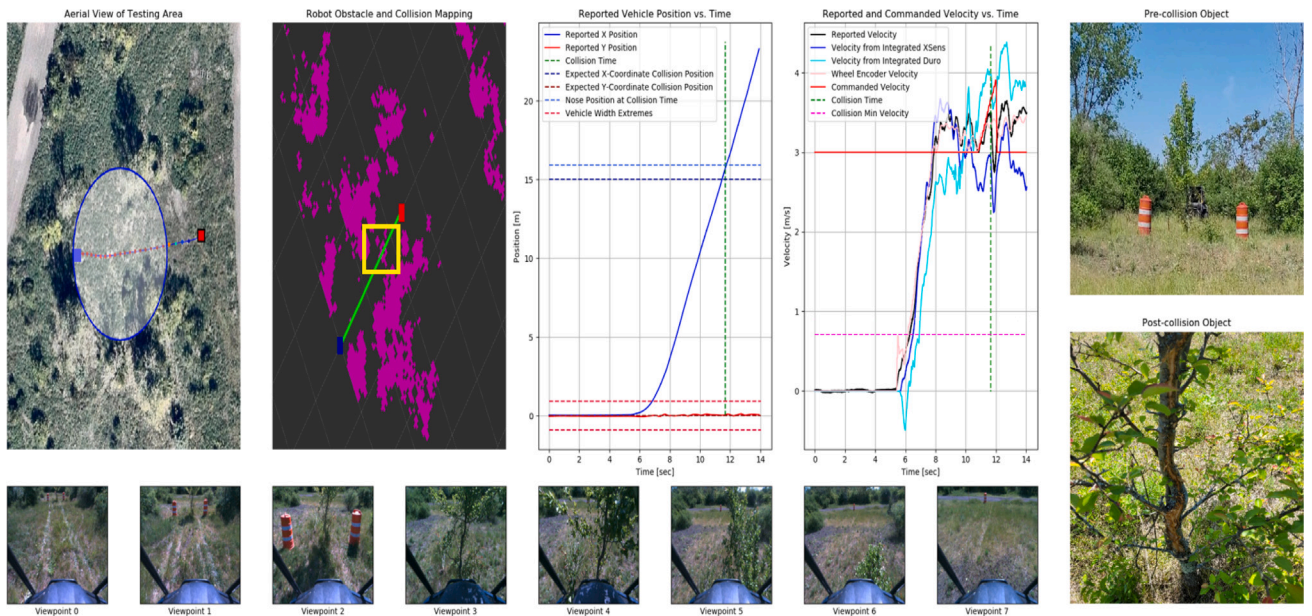 Aerial View of Testing Area
Robot Obstacle and Collision Mapping
Reported Vehicle Position vs. Time
Reported X Position
Reported Y Position
Collision Time
Expected X-Coordinate Collision Position
Expected Y-Coordinate Collision Position
Nose Position at Collision Time
Vehicle Width Extremes
Position [m]
20
15
10
5
0
0 2 4 6 8 10 12 14
Time [sec]
Reported and Commanded Velocity vs. Time
Reported Velocity
Velocity from Integrated XSens
Velocity from Integrated Duro
Wheel Encoder Velocity
Commanded Velocity
Collision Time
Collision Min Velocity
Velocity [m/s]
4
3
2
1
0
0 2 4 6 8 10 12 14
Time [sec]
Pre-collision Object
Post-collision Object
Viewpoint 0
Viewpoint 1
Viewpoint 2
Viewpoint 3
Viewpoint 4
Viewpoint 5
Viewpoint 6
Viewpoint 7